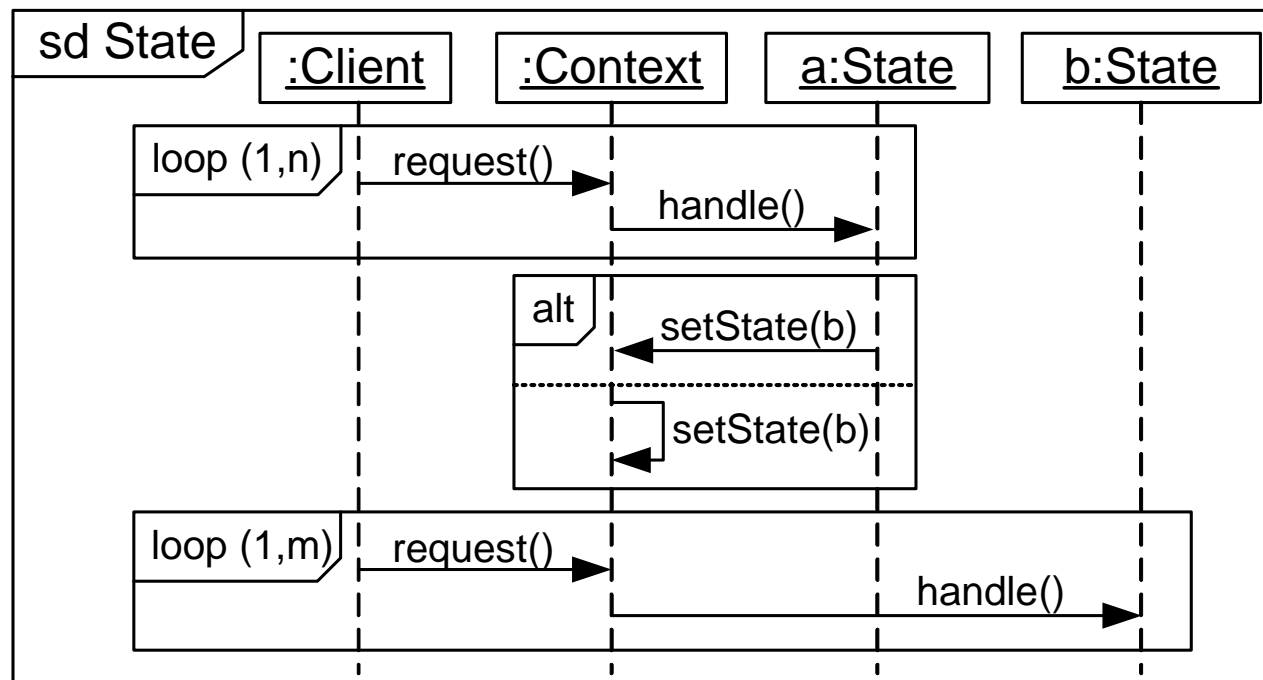 sd State
:Client
:Context
a:State
b:State
loop (1,n)
request()
handle()
alt
setState(b)
setState(b)
loop (1,m)
request()
handle()